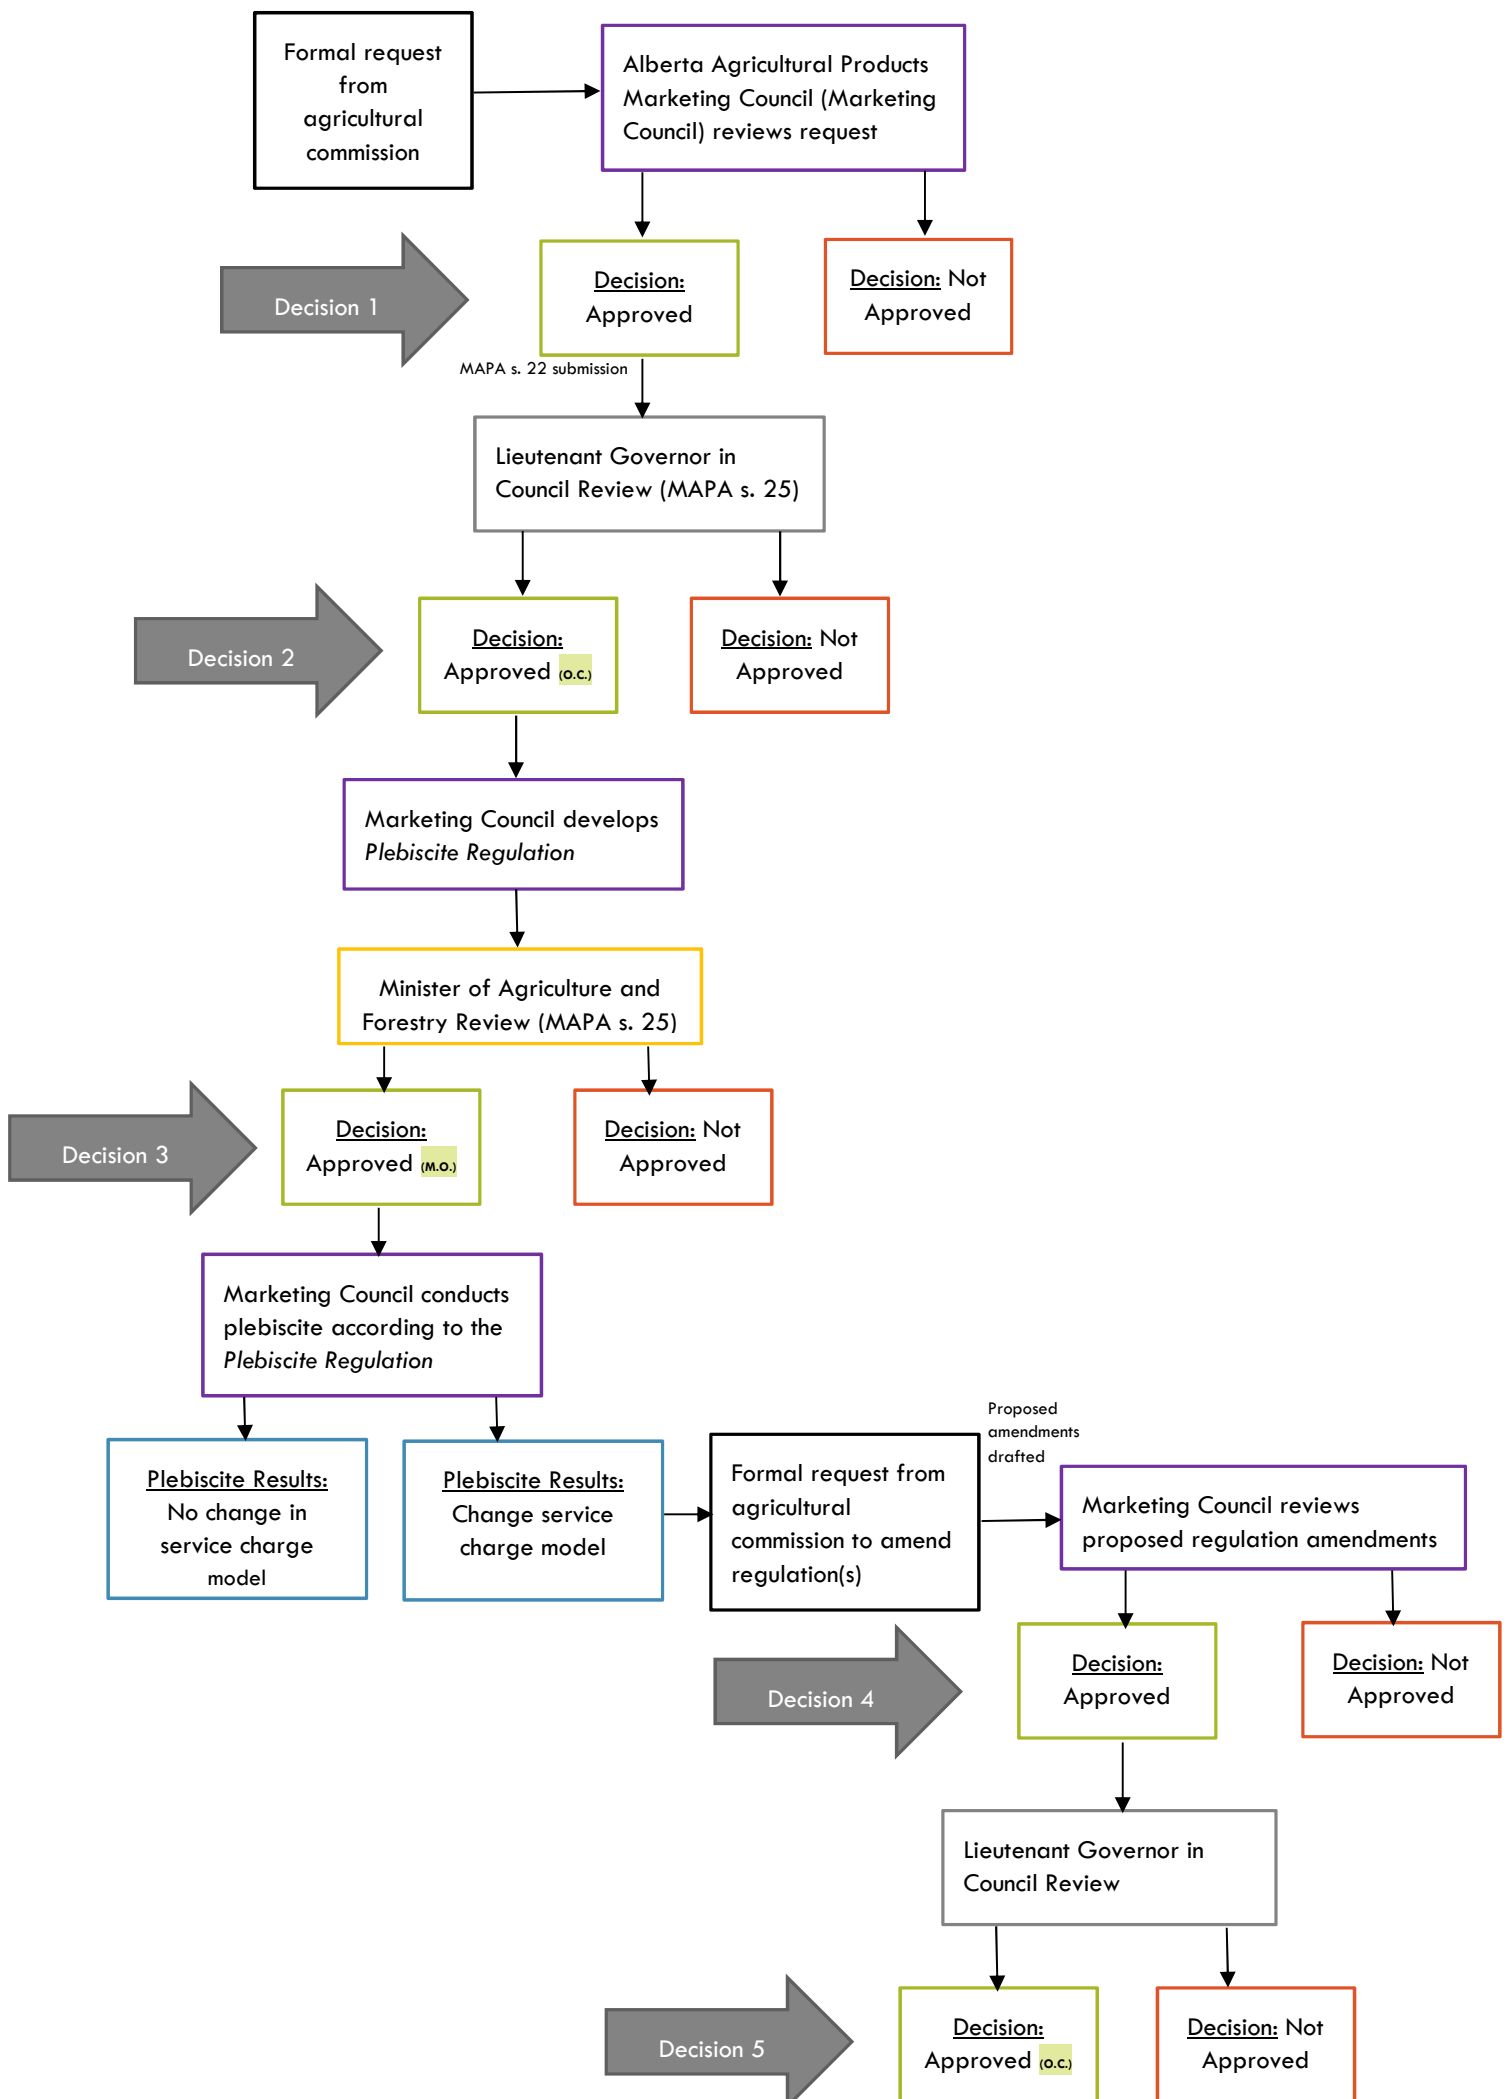 Formal request
from
agricultural
commission
Alberta Agricultural Products
Marketing Council (Marketing
Council) reviews request
Decision 1
Decision:
Approved
Decision: Not
Approved
MAPA s. 22 submission
Lieutenant Governor in
Council Review (MAPA s. 25)
Decision 2
Decision:
Approved (O.C.)
Decision: Not
Approved
Marketing Council develops
Plebiscite Regulation
Minister of Agriculture and
Forestry Review (MAPA s. 25)
Decision 3
Decision:
Approved (M.O.)
Decision: Not
Approved
Marketing Council conducts
plebiscite according to the
Plebiscite Regulation
Plebiscite Results:
No change in
service charge
model
Plebiscite Results:
Change service
charge model
Formal request from
agricultural
commission to amend
regulation(s)
Proposed
amendments
drafted
Marketing Council reviews
proposed regulation amendments
Decision 4
Decision:
Approved
Decision: Not
Approved
Lieutenant Governor in
Council Review
Decision 5
Decision:
Approved (O.C.)
Decision: Not
Approved